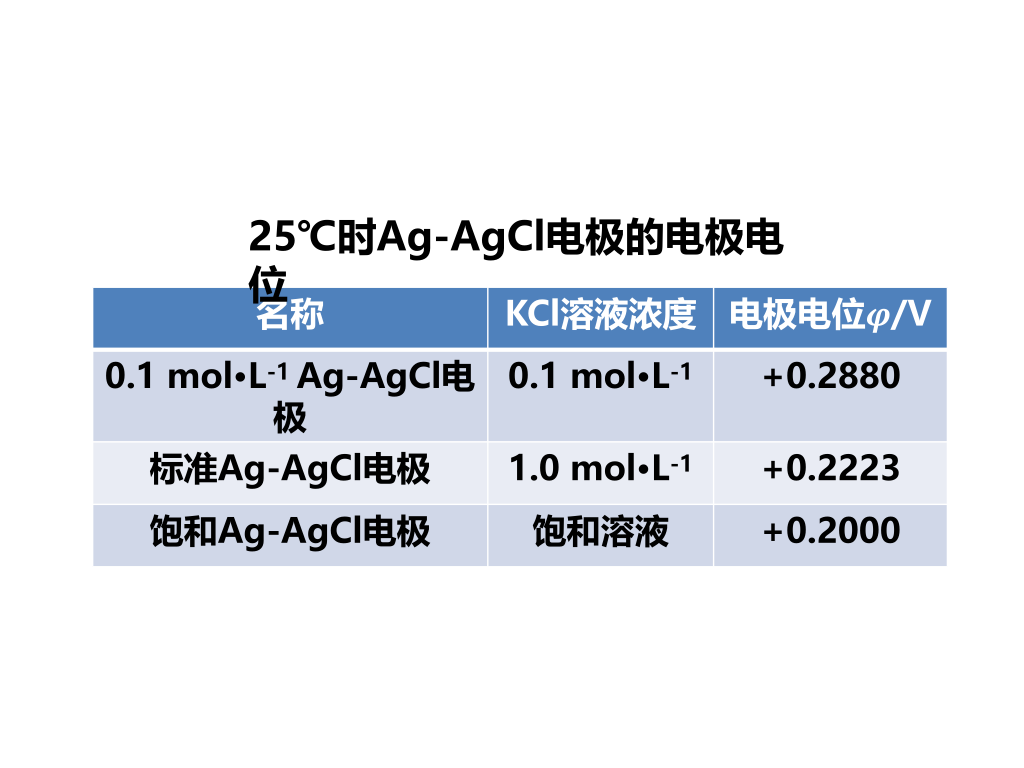 25℃时Ag-AgCl电极的电极电
位
名称 KCl溶液浓度 电极电位φ/V
0.1 mol•L⁻¹ Ag-AgCl电 0.1 mol•L⁻¹ +0.2880
极
标准Ag-AgCl电极 1.0 mol•L⁻¹ +0.2223
饱和Ag-AgCl电极 饱和溶液 +0.2000